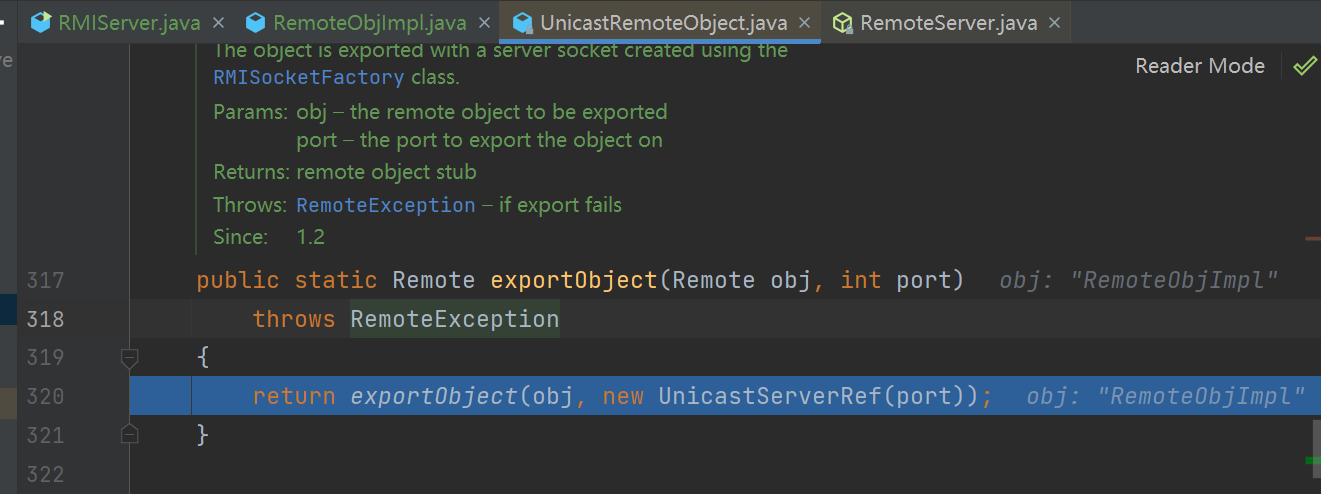 RMIServer.java × RemoteObjImpl.java × UnicastRemoteObject.java × RemoteServer.java ×
The object is exported with a server socket created using the
RMISocketFactory class.
Reader Mode
Params: obj – the remote object to be exported
port – the port to export the object on
Returns: remote object stub
Throws: RemoteException – if export fails
Since: 1.2
317 public static Remote exportObject(Remote obj, int port) obj: "RemoteObjImpl"
318 throws RemoteException
319 {
320 return exportObject(obj, new UnicastServerRef(port)); obj: "RemoteObjImpl"
321 }
322